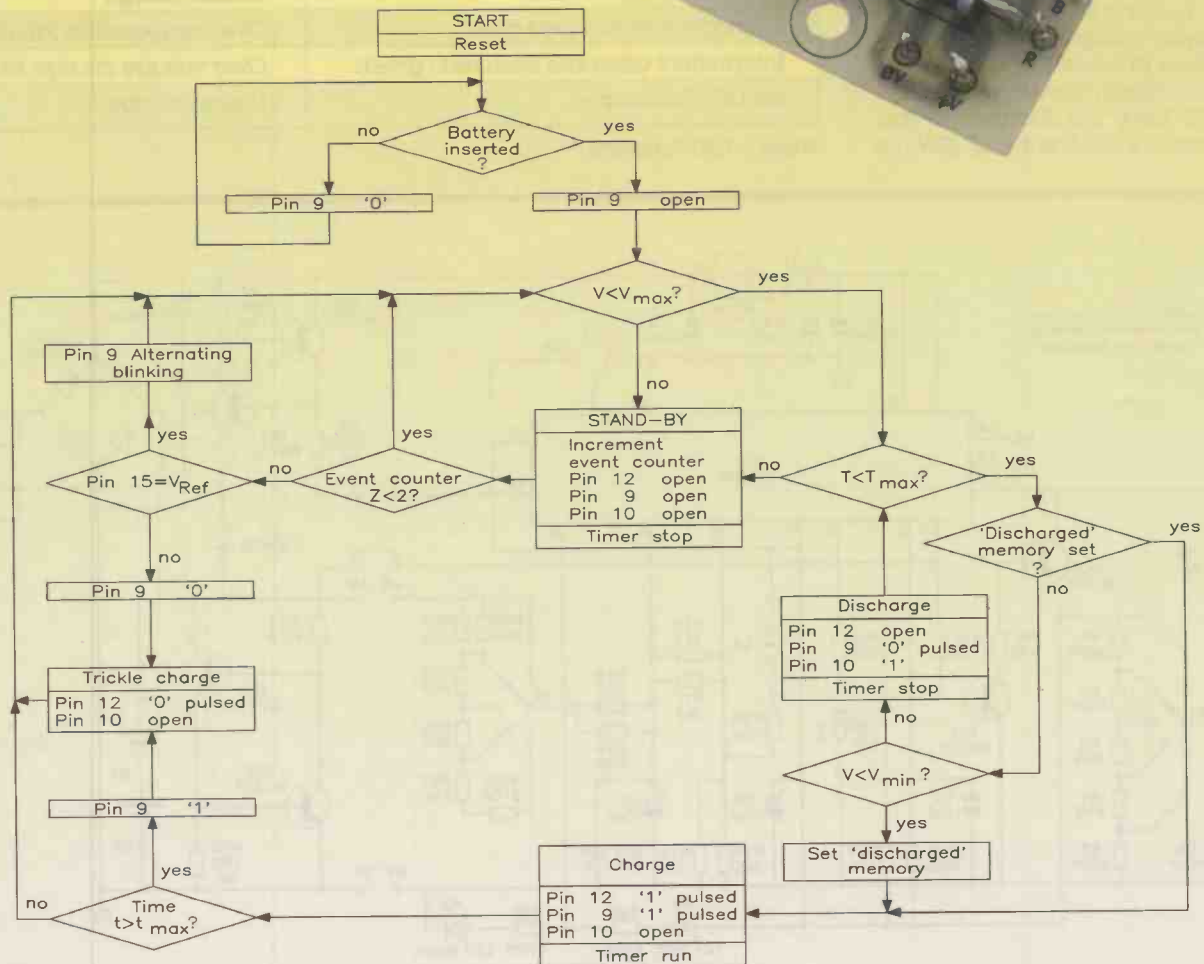 START
Reset
Battery
inserted
?
no
yes
Pin 9 '0'
Pin 9 open
V<Vmax?
yes
no
Pin 9 Alternating
blinking
yes
Pin 15=VRef
no
no
yes
Event counter
Z<2?
STAND-BY
Increment
event counter
Pin 12 open
Pin 9 open
Pin 10 open
Timer stop
no
T<Tmax?
yes
'Discharged'
memory set
?
yes
no
Pin 9 '0'
Discharge
Pin 12 open
Pin 9 '0' pulsed
Pin 10 '1'
Timer stop
Trickle charge
Pin 12 '0' pulsed
Pin 10 open
no
V<Vmin?
yes
Pin 9 '1'
Set 'discharged'
memory
yes
no
Time
t>tmax?
Charge
Pin 12 '1' pulsed
Pin 9 '1' pulsed
Pin 10 open
Timer run
B
R